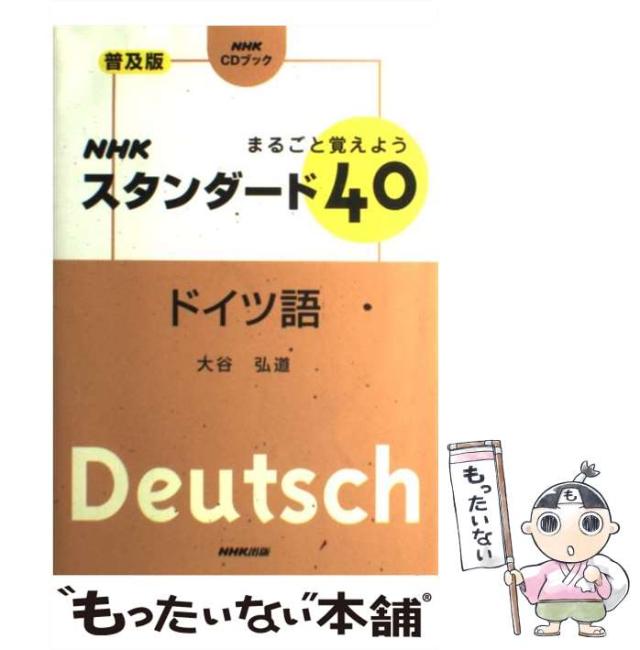 普及版
NHK
CDブック
まるごと覚えよう
NHK
スタンダード40
ドイツ語
大谷 弘道
Deutsch
NHK出版
"もったいない"本舗®
もったいない
も